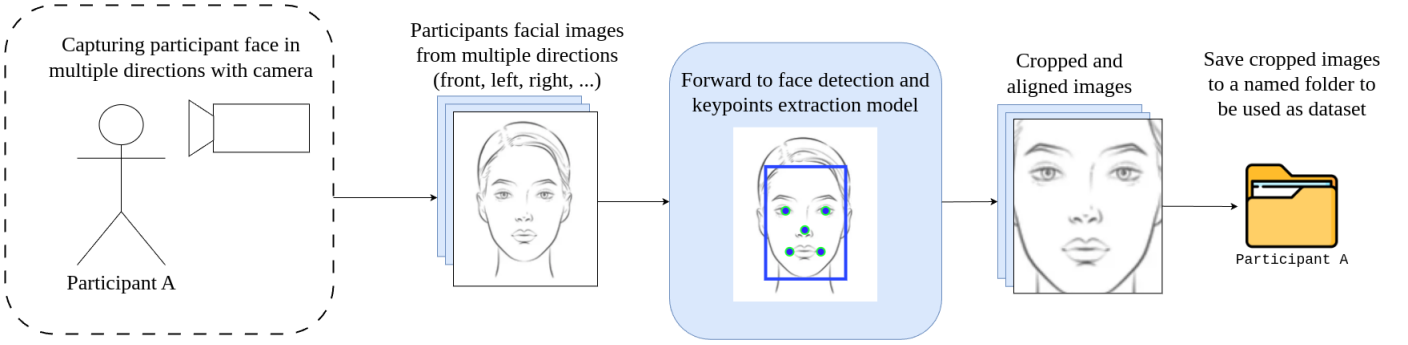 Capturing participant face in
multiple directions with camera
Participant A
Participants facial images
from multiple directions
(front, left, right, ...)
Forward to face detection and
keypoints extraction model
Cropped and
aligned images
Save cropped images
to a named folder to
be used as dataset
Participant A